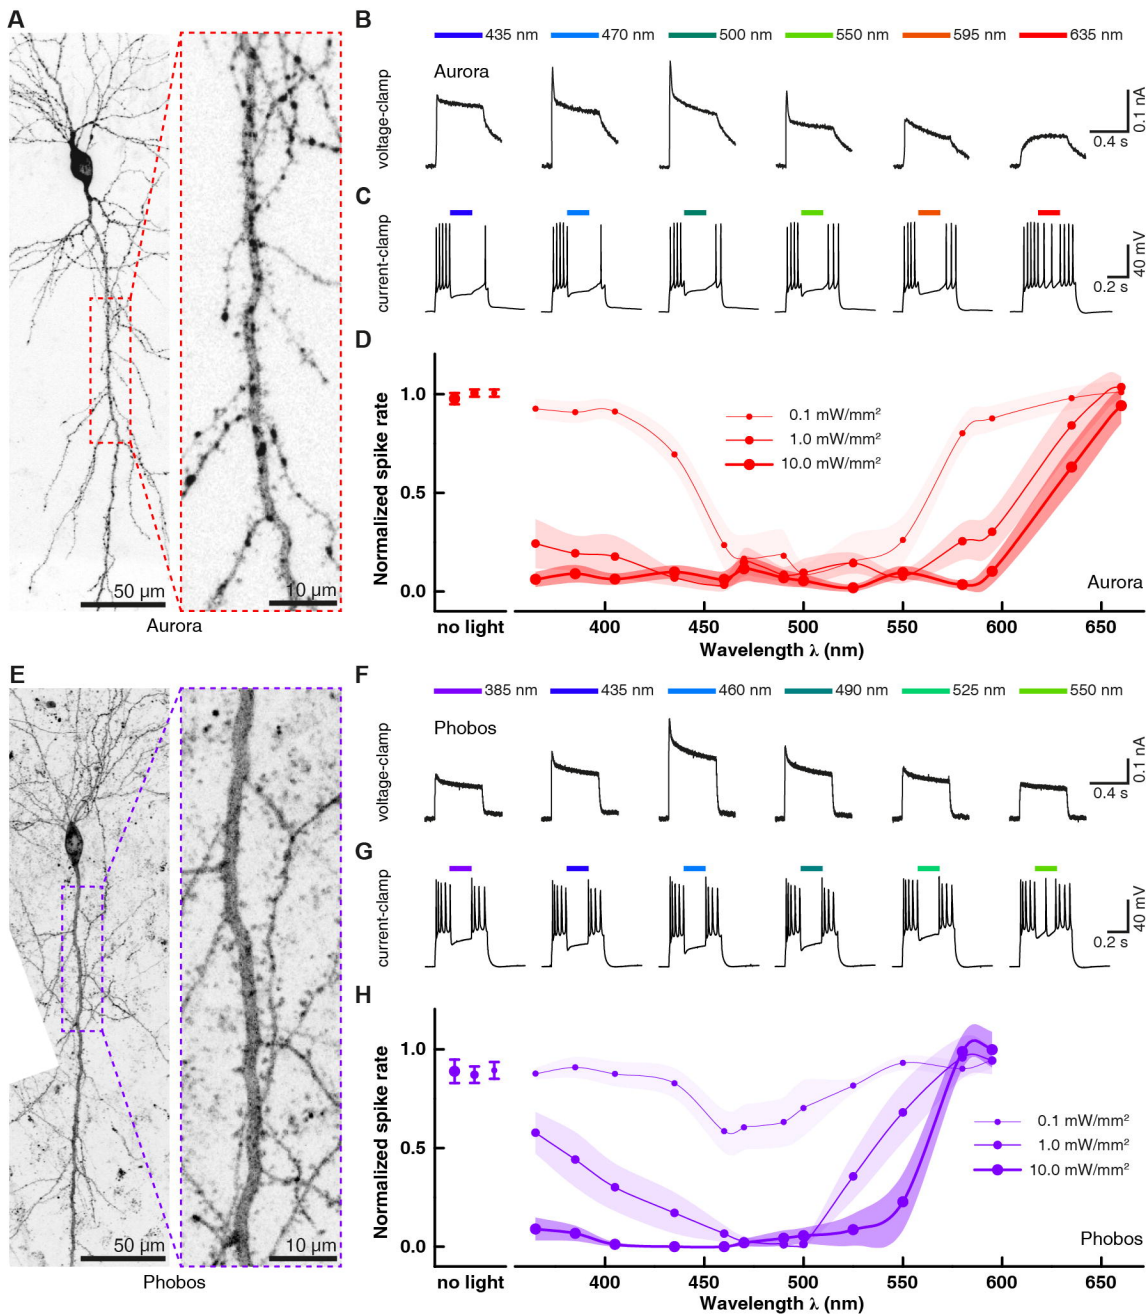 A
50 µm
10 µm
Aurora
B
435 nm 470 nm 500 nm 550 nm 595 nm 635 nm
voltage-clamp
Aurora
0.1 nA
0.4 s
C
current-clamp
40 mV
0.2 s
D
Normalized spike rate
1.0
0.5
0.0
0.1 mW/mm²
1.0 mW/mm²
10.0 mW/mm²
Aurora
no light 400 450 500 550 600 650
Wavelength λ (nm)
E
50 µm
10 µm
Phobos
F
385 nm 435 nm 460 nm 490 nm 525 nm 550 nm
voltage-clamp
Phobos
0.1 nA
0.4 s
G
current-clamp
40 mV
0.2 s
H
Normalized spike rate
1.0
0.5
0.0
0.1 mW/mm²
1.0 mW/mm²
10.0 mW/mm²
Phobos
no light 400 450 500 550 600 650
Wavelength λ (nm)